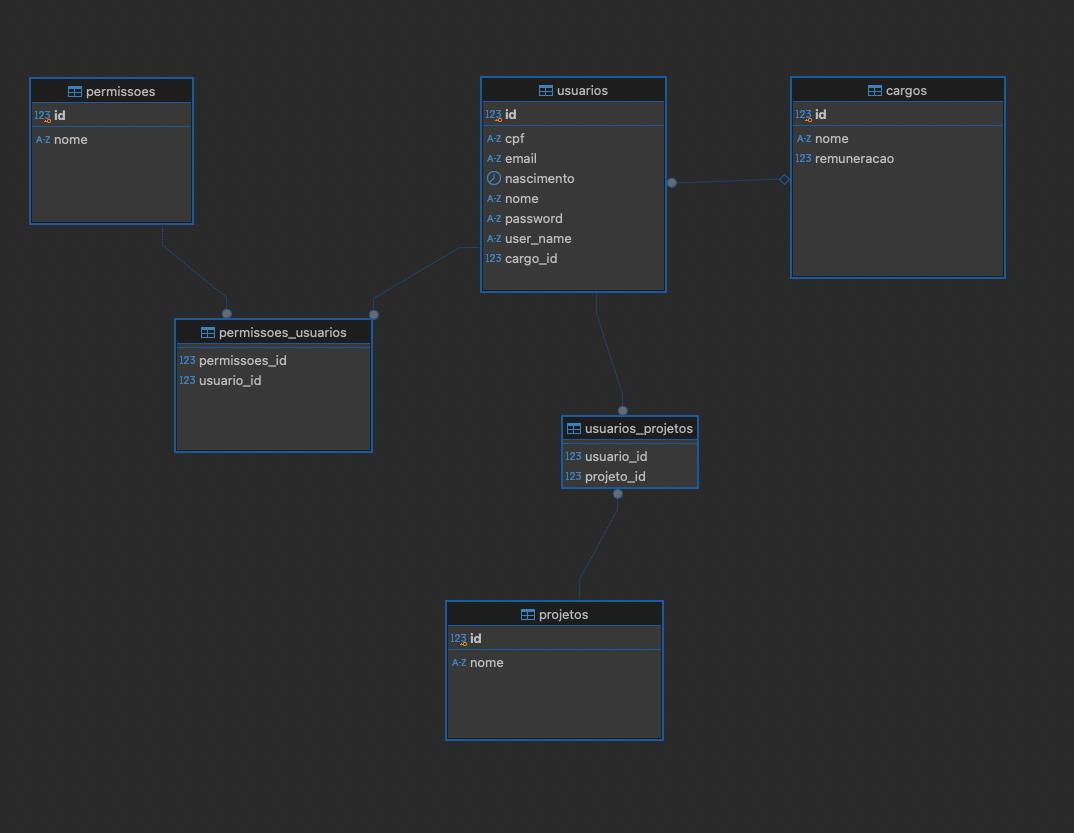 permissoes
123 id
A-Z nome
usuarios
123 id
A-Z cpf
A-Z email
nascimento
A-Z nome
A-Z password
A-Z user_name
123 cargo_id
cargos
123 id
A-Z nome
123 remuneracao
permissoes_usuarios
123 permissoes_id
123 usuario_id
usuarios_projetos
123 usuario_id
123 projeto_id
projetos
123 id
A-Z nome